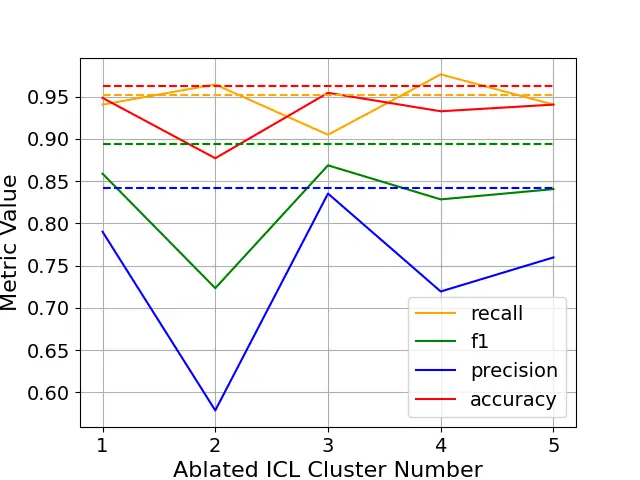 0.95
0.90
0.85
0.80
0.75
0.70
0.65
0.60
Metric Value
recall
f1
precision
accuracy
1 2 3 4 5
Ablated ICL Cluster Number